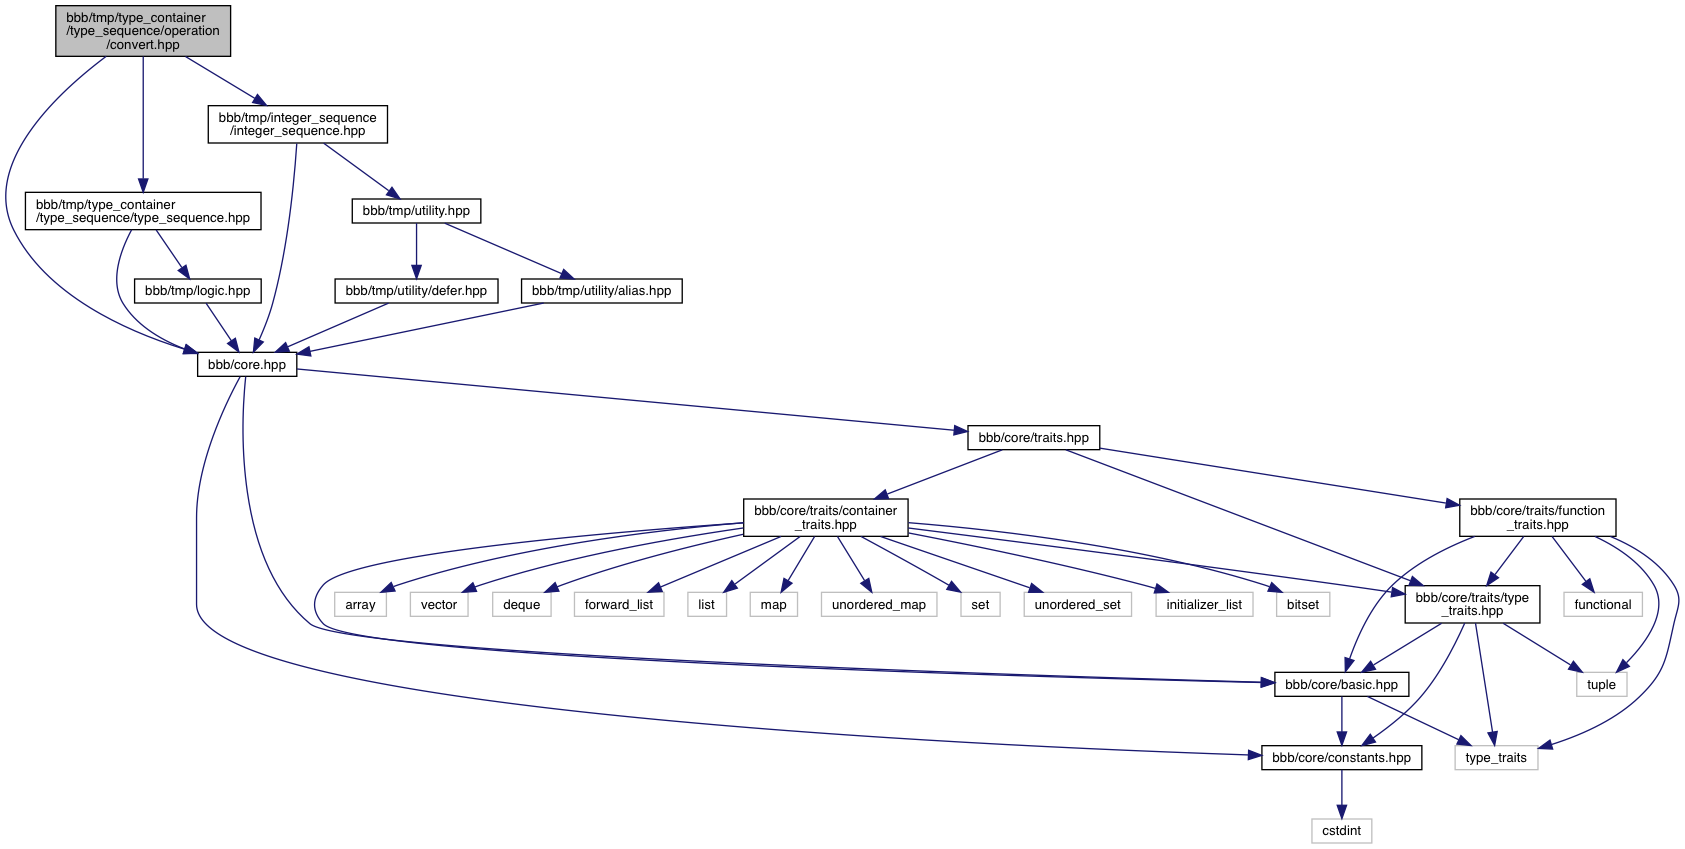 bbb/tmp/type_container
/type_sequence/operation
/convert.hpp
bbb/tmp/integer_sequence
/integer_sequence.hpp
bbb/tmp/type_container
/type_sequence/type_sequence.hpp
bbb/tmp/utility.hpp
bbb/tmp/logic.hpp
bbb/tmp/utility/defer.hpp
bbb/tmp/utility/alias.hpp
bbb/core.hpp
bbb/core/traits.hpp
bbb/core/traits/container
_traits.hpp
bbb/core/traits/function
_traits.hpp
array
vector
deque
forward_list
list
map
unordered_map
set
unordered_set
initializer_list
bitset
bbb/core/traits/type
_traits.hpp
functional
bbb/core/basic.hpp
tuple
bbb/core/constants.hpp
type_traits
cstdint